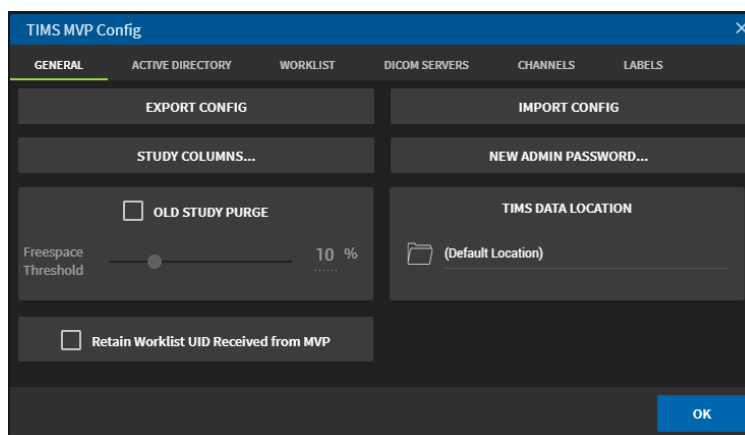 TIMS MVP Config
GENERAL ACTIVE DIRECTORY WORKLIST DICOM SERVERS CHANNELS LABELS
EXPORT CONFIG IMPORT CONFIG
STUDY COLUMNS... NEW ADMIN PASSWORD...
OLD STUDY PURGE
Freespace
Threshold
10 %
TIMS DATA LOCATION
(Default Location)
Retain Worklist UID Received from MVP
OK